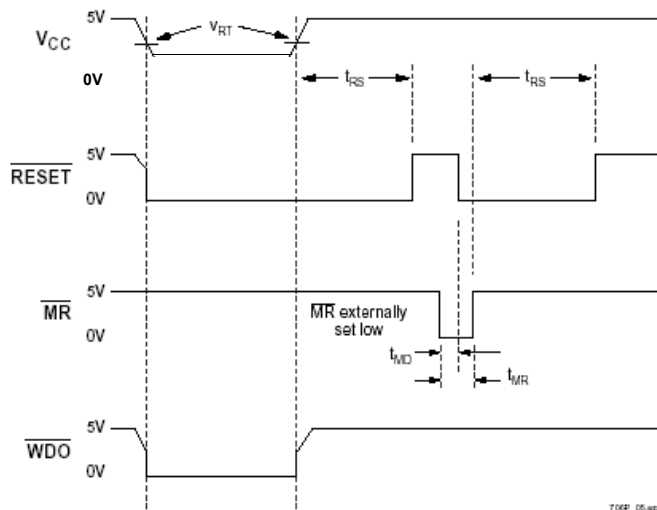 5V
VCC
VRT
0V
tRS
tRS
5V
RESET
0V
5V
MR
0V
MR externally
set low
tMD
tMR
5V
WDO
0V